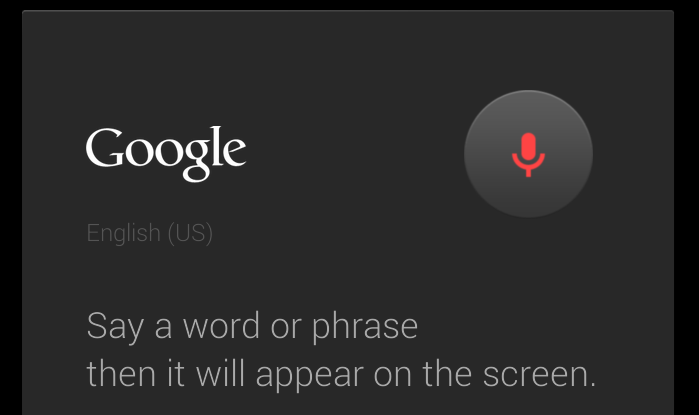 Google
English (US)
Say a word or phrase
then it will appear on the screen.